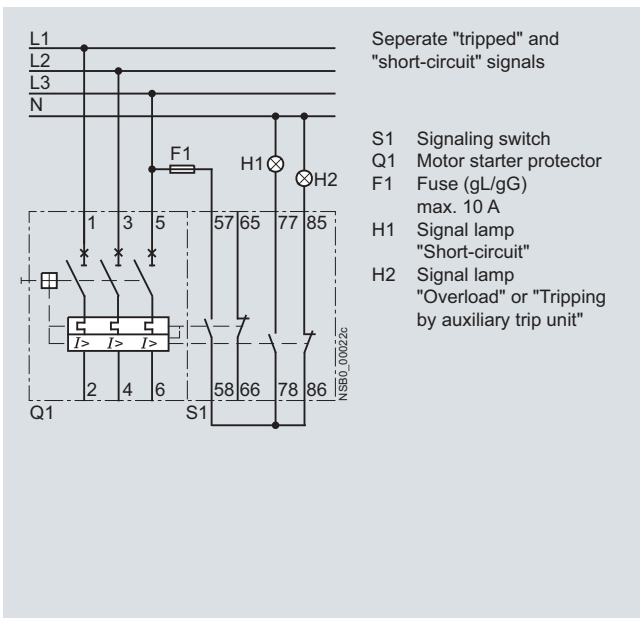 L1
L2
L3
N
F1
H1
H2
1 3 5 57 65 77 85
I> I> I>
2 4 6 58 66 78 86
Q1 S1
NSB0_00022c
Seperate "tripped" and
"short-circuit" signals
S1 Signaling switch
Q1 Motor starter protector
F1 Fuse (gL/gG)
max. 10 A
H1 Signal lamp
"Short-circuit"
H2 Signal lamp
"Overload" or "Tripping
by auxiliary trip unit"